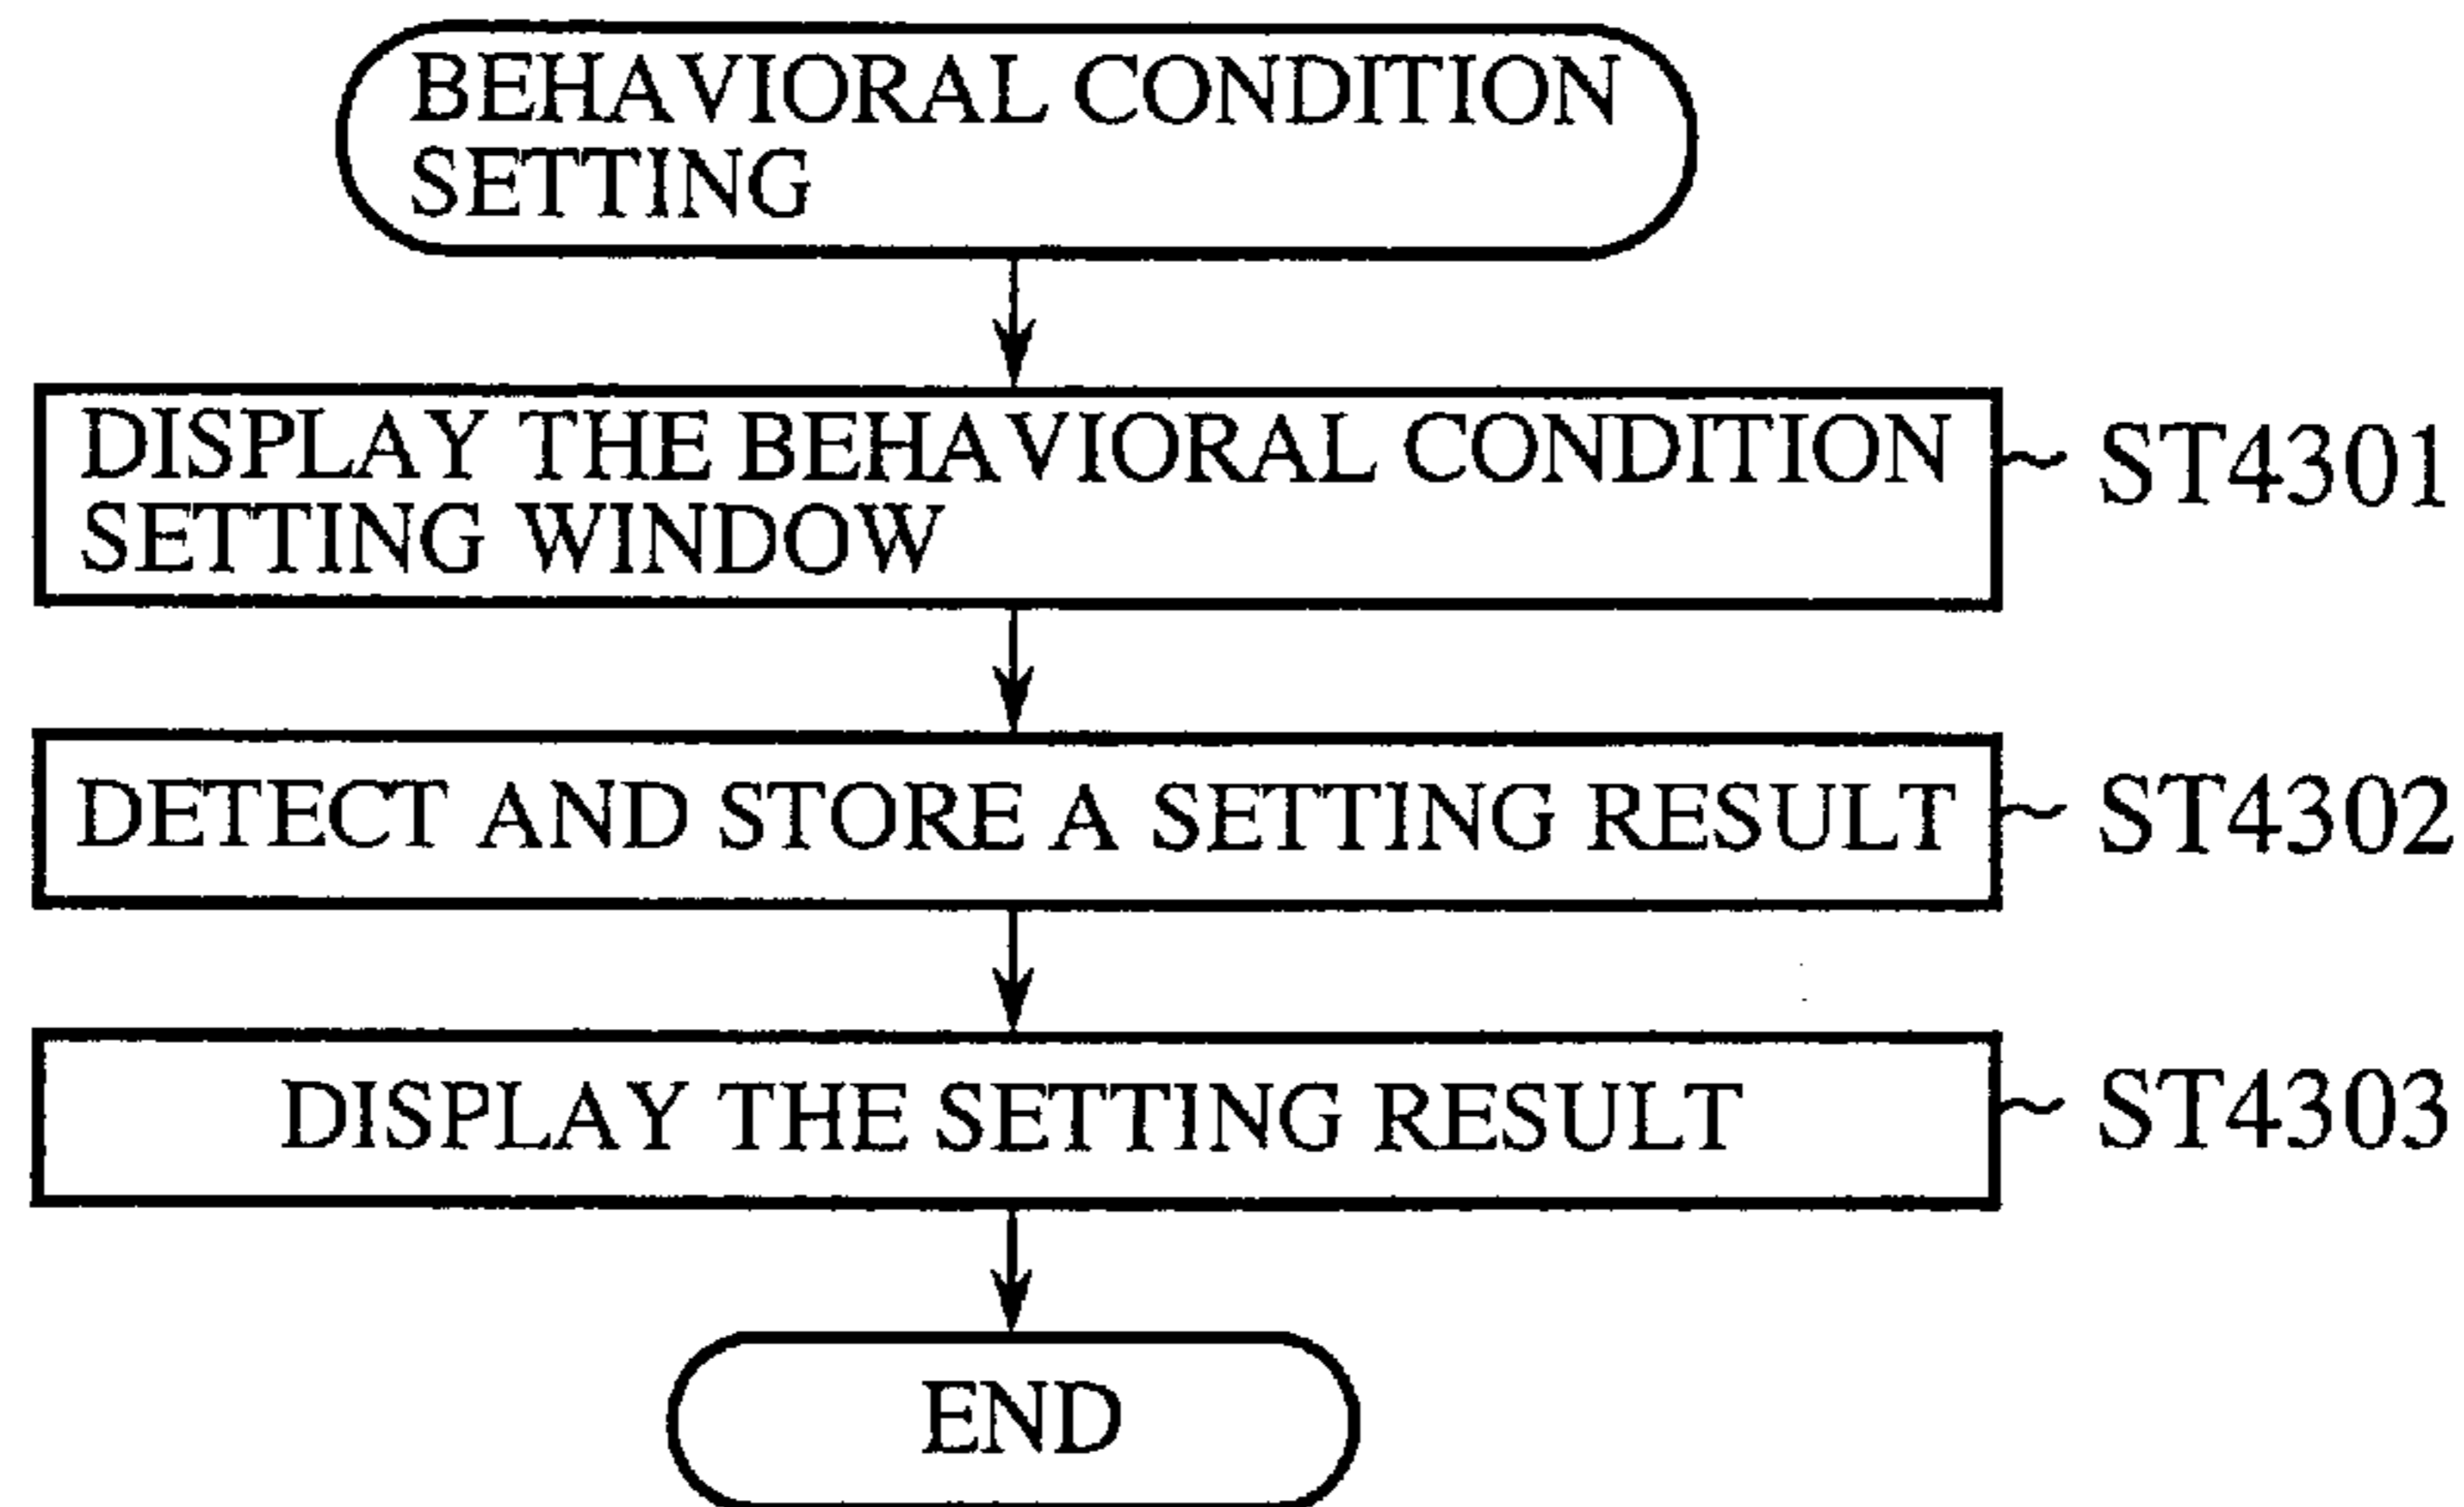 BEHAVIORAL CONDITION
SETTING
DISPLAY THE BEHAVIORAL CONDITION
SETTING WINDOW
ST4301
DETECT AND STORE A SETTING RESULT
ST4302
DISPLAY THE SETTING RESULT
ST4303
END